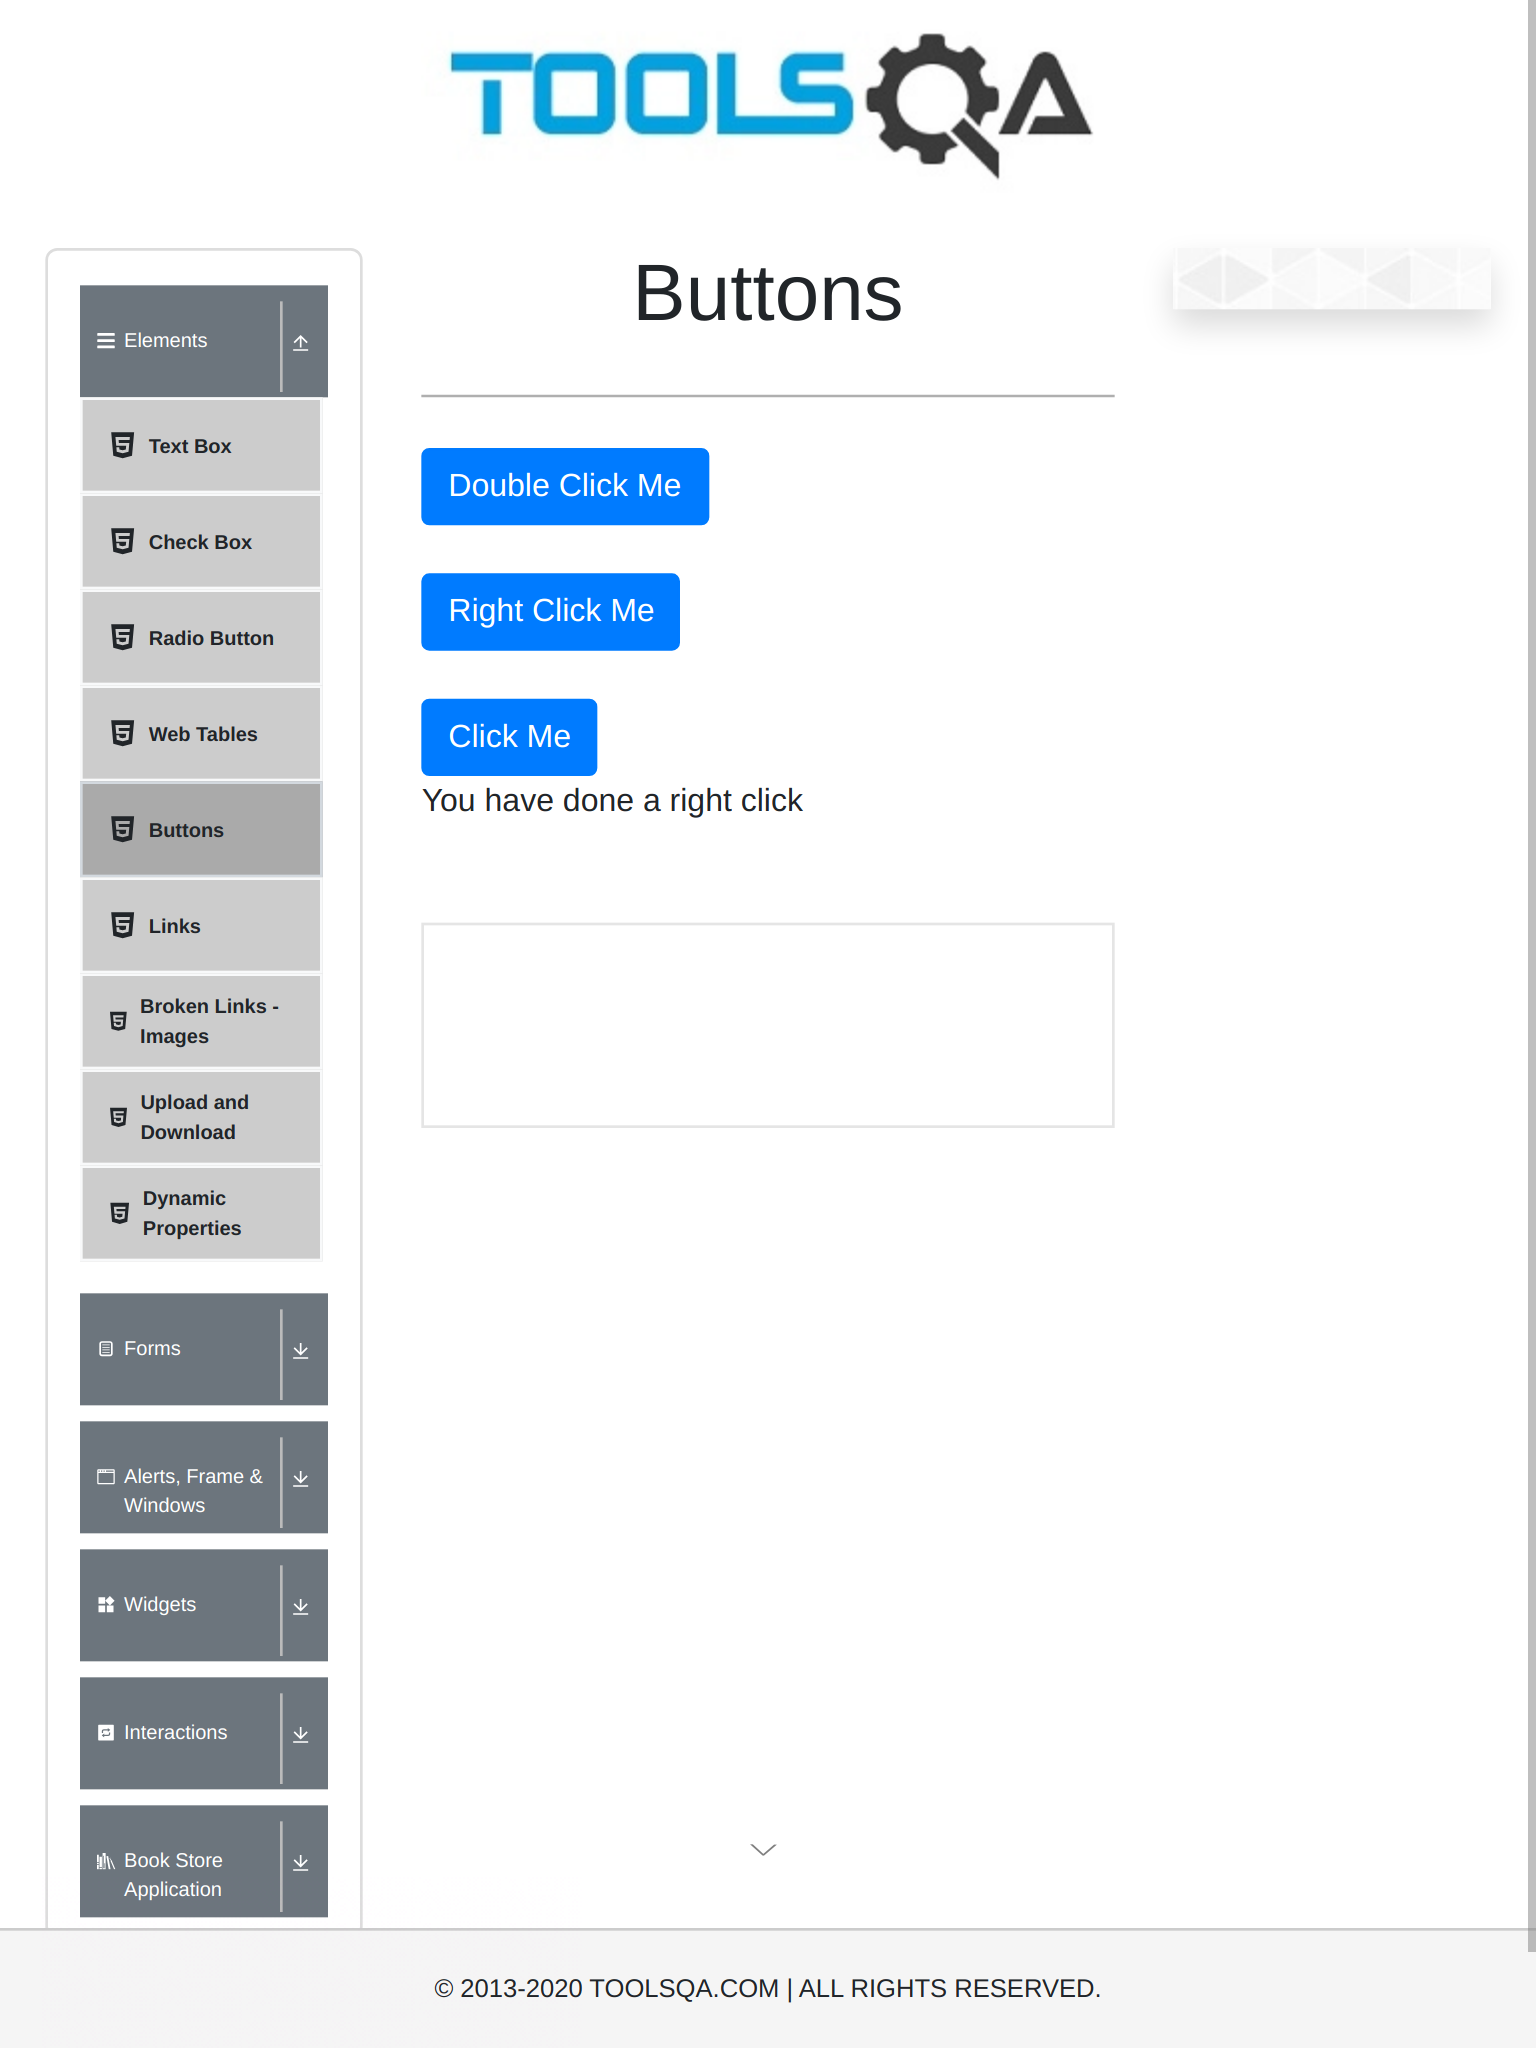 TOOLSQA
Buttons
Elements
Text Box
Check Box
Radio Button
Web Tables
Buttons
Links
Broken Links -
Images
Upload and
Download
Dynamic
Properties
Forms
Alerts, Frame &
Windows
Widgets
Interactions
Book Store
Application
Double Click Me
Right Click Me
Click Me
You have done a right click
© 2013-2020 TOOLSQA.COM | ALL RIGHTS RESERVED.